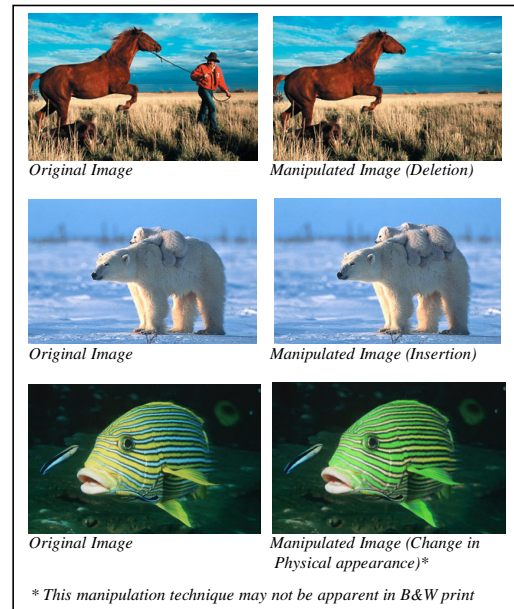 Original Image
Manipulated Image (Deletion)
Original Image
Manipulated Image (Insertion)
Original Image
Manipulated Image (Change in
Physical appearance)*
* This manipulation technique may not be apparent in B&W print